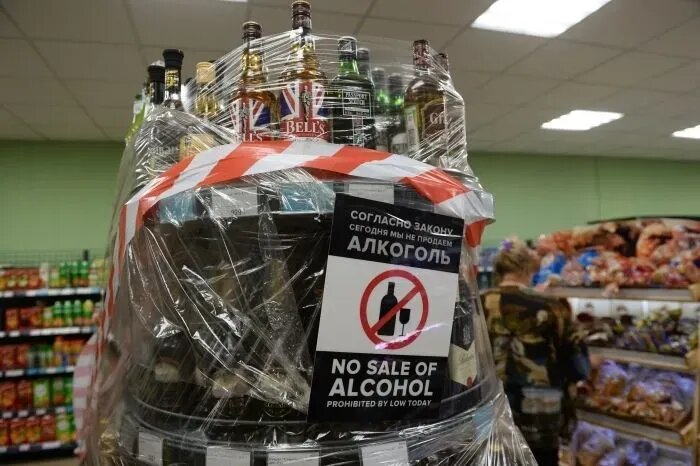 BELL'S
СОГЛАСНО ЗАКОНУ
СЕГОДНЯ МЫ НЕ ПРОДАЕМ
АЛКОГОЛЬ
NO SALE OF
ALCOHOL
PROHIBITED BY LOW TODAY